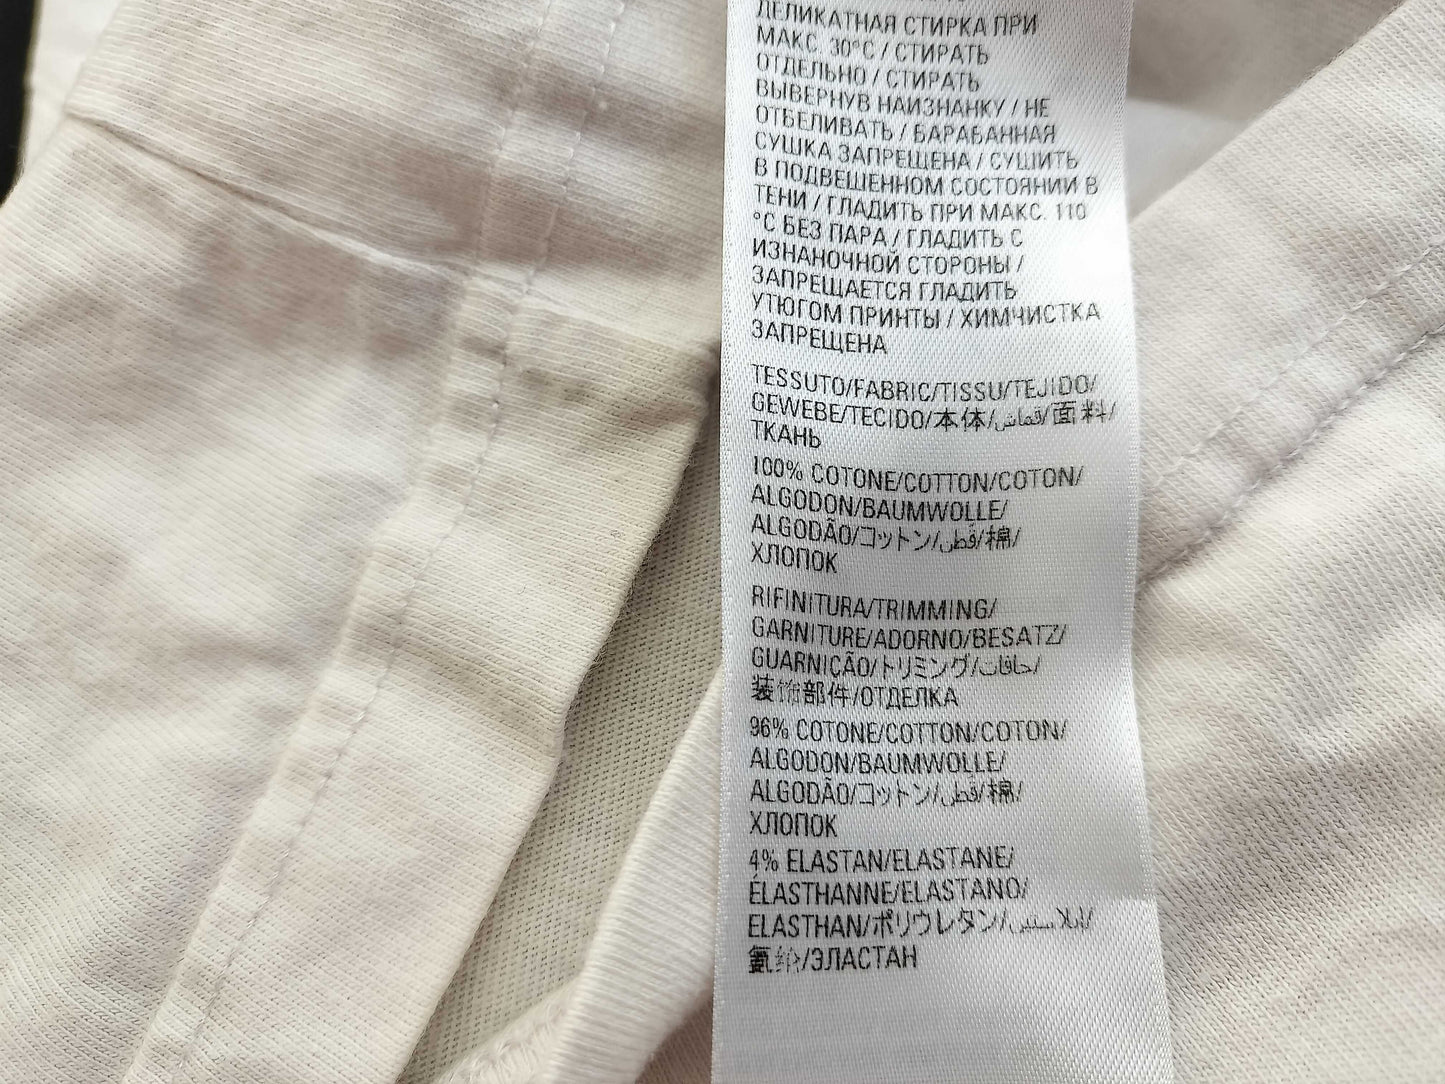 ДЕЛИКАТНАЯ СТИРКА ПРИ
МАКС. 30°C / СТИРАТЬ
ОТДЕЛЬНО / СТИРАТЬ
ВЫВЕРНУВ НАИЗНАНКУ / НЕ
ОТБЕЛИВАТЬ / БАРАБАННАЯ
СУШКА ЗАПРЕЩЕНА / СУШИТЬ
В ПОДВЕШЕННОМ СОСТОЯНИИ В
ТЕНИ / ГЛАДИТЬ ПРИ МАКС. 110
°C БЕЗ ПАРА / ГЛАДИТЬ С
ИЗНАНОЧНОЙ СТОРОНЫ /
ЗАПРЕЩАЕТСЯ ГЛАДИТЬ
УТЮГОМ ПРИНТЫ / ХИМЧИСТКА
ЗАПРЕЩЕНА
TESSUTO/FABRIC/TISSU/TEJIDO/
GEWEBE/TECIDO/本体/قماش/面料/
ТКАНЬ
100% COTONE/COTTON/COTON/
ALGODON/BAUMWOLLE/
ALGODÃO/コットン/قطن/棉/
ХЛОПОК
RIFINITURA/TRIMMING/
GARNITURE/ADORNO/BESATZ/
GUARNIÇÃO/トリミング/حافات/
装饰部件/ОТДЕЛКА
96% COTONE/COTTON/COTON/
ALGODON/BAUMWOLLE/
ALGODÃO/コットン/قطن/棉/
ХЛОПОК
4% ELASTAN/ELASTANE/
ÉLASTHANNE/ELASTANO/
ELASTHAN/ポリウレタン/إيلاستين/
氨纶/ЭЛАСТАН